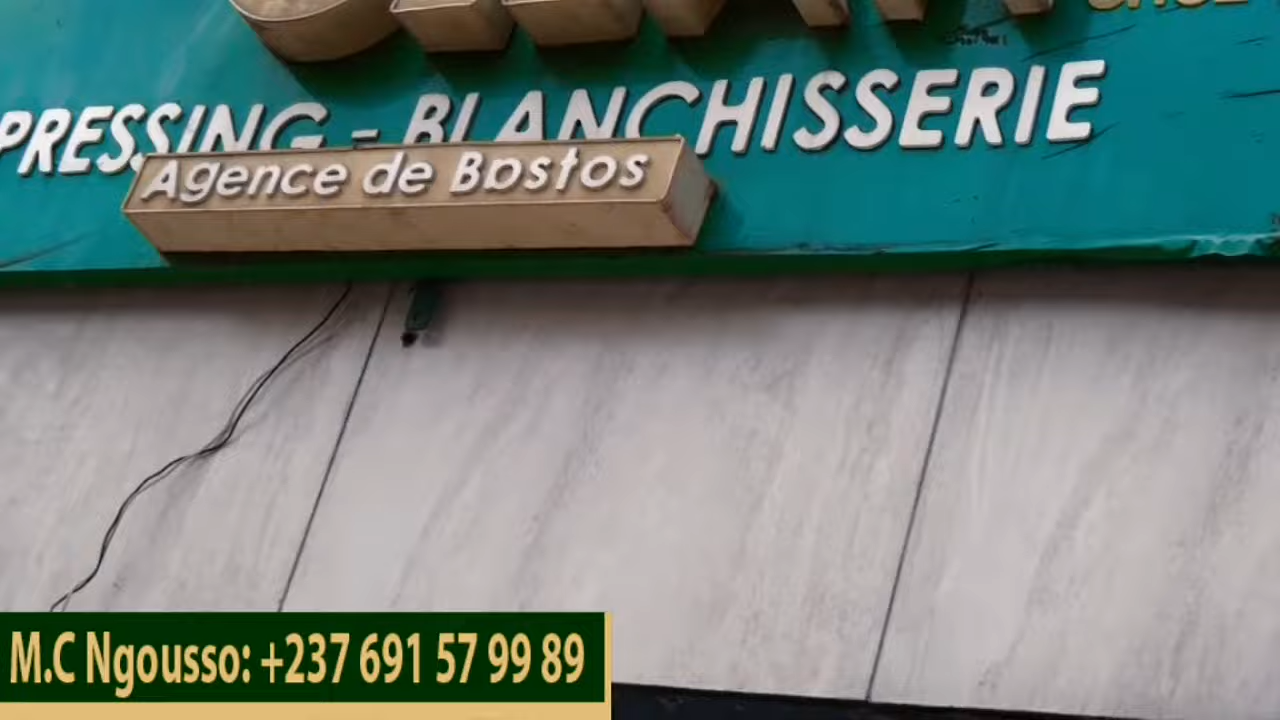 PRESSING - BLANCHISSERIE
Agence de Bastos
M.C Ngousso: +237 691 57 99 89